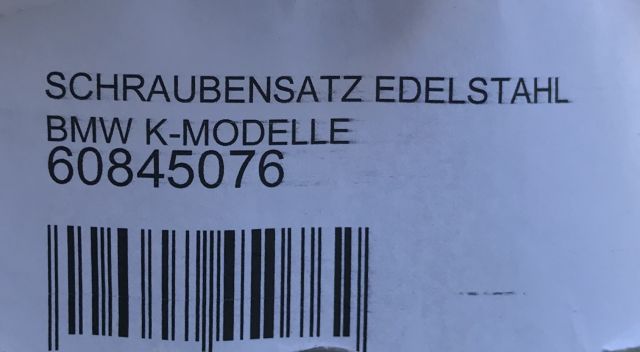 SCHRAUBENSATZ EDELSTAHL
BMW K-MODELLE
60845076